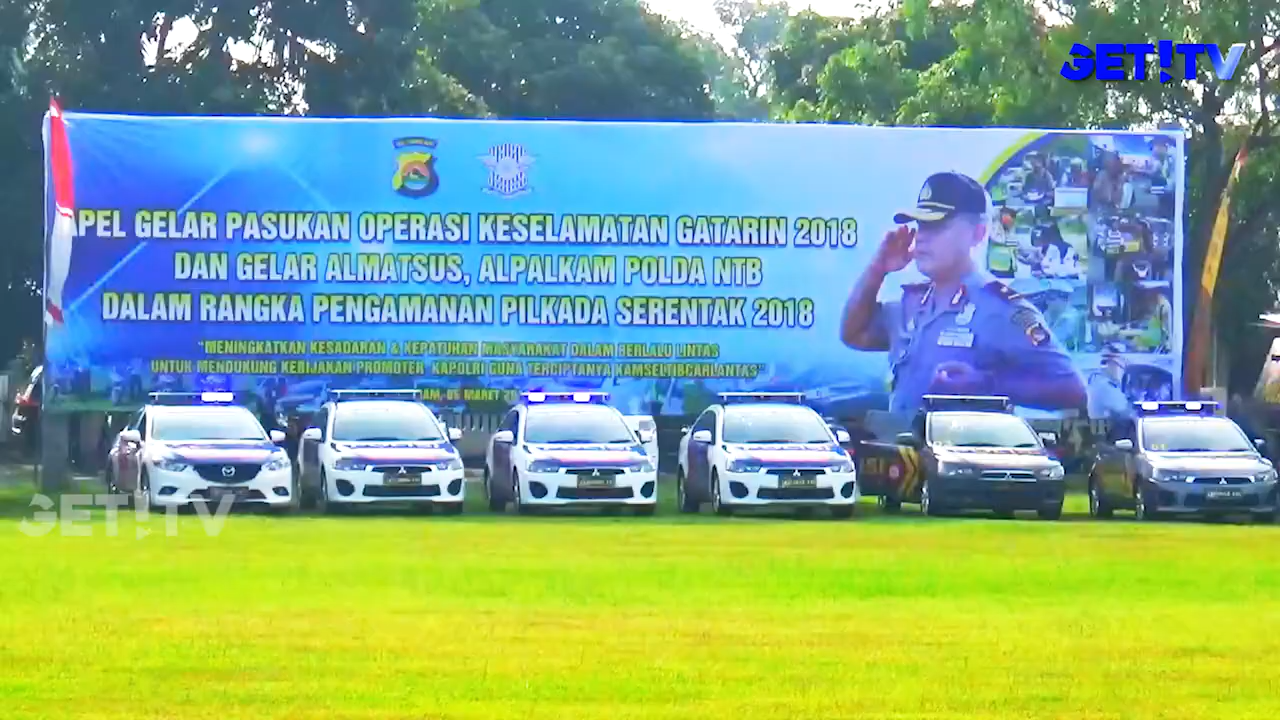 GET!TV
APEL GELAR PASUKAN OPERASI KESELAMATAN GATARIN 2018
DAN GELAR ALMATSUS, ALPALKAM POLDA NTB
DALAM RANGKA PENGAMANAN PILKADA SERENTAK 2018
"MENINGKATKAN KESADARAN & KEPATUHAN MASYARAKAT DALAM BERLALU LINTAS
UNTUK MENDUKUNG KEBIJAKAN PROMOTER KAPOLRI GUNA TERCIPTANYA KAMSELTIBCARLANTAS"
MARET
GET!TV